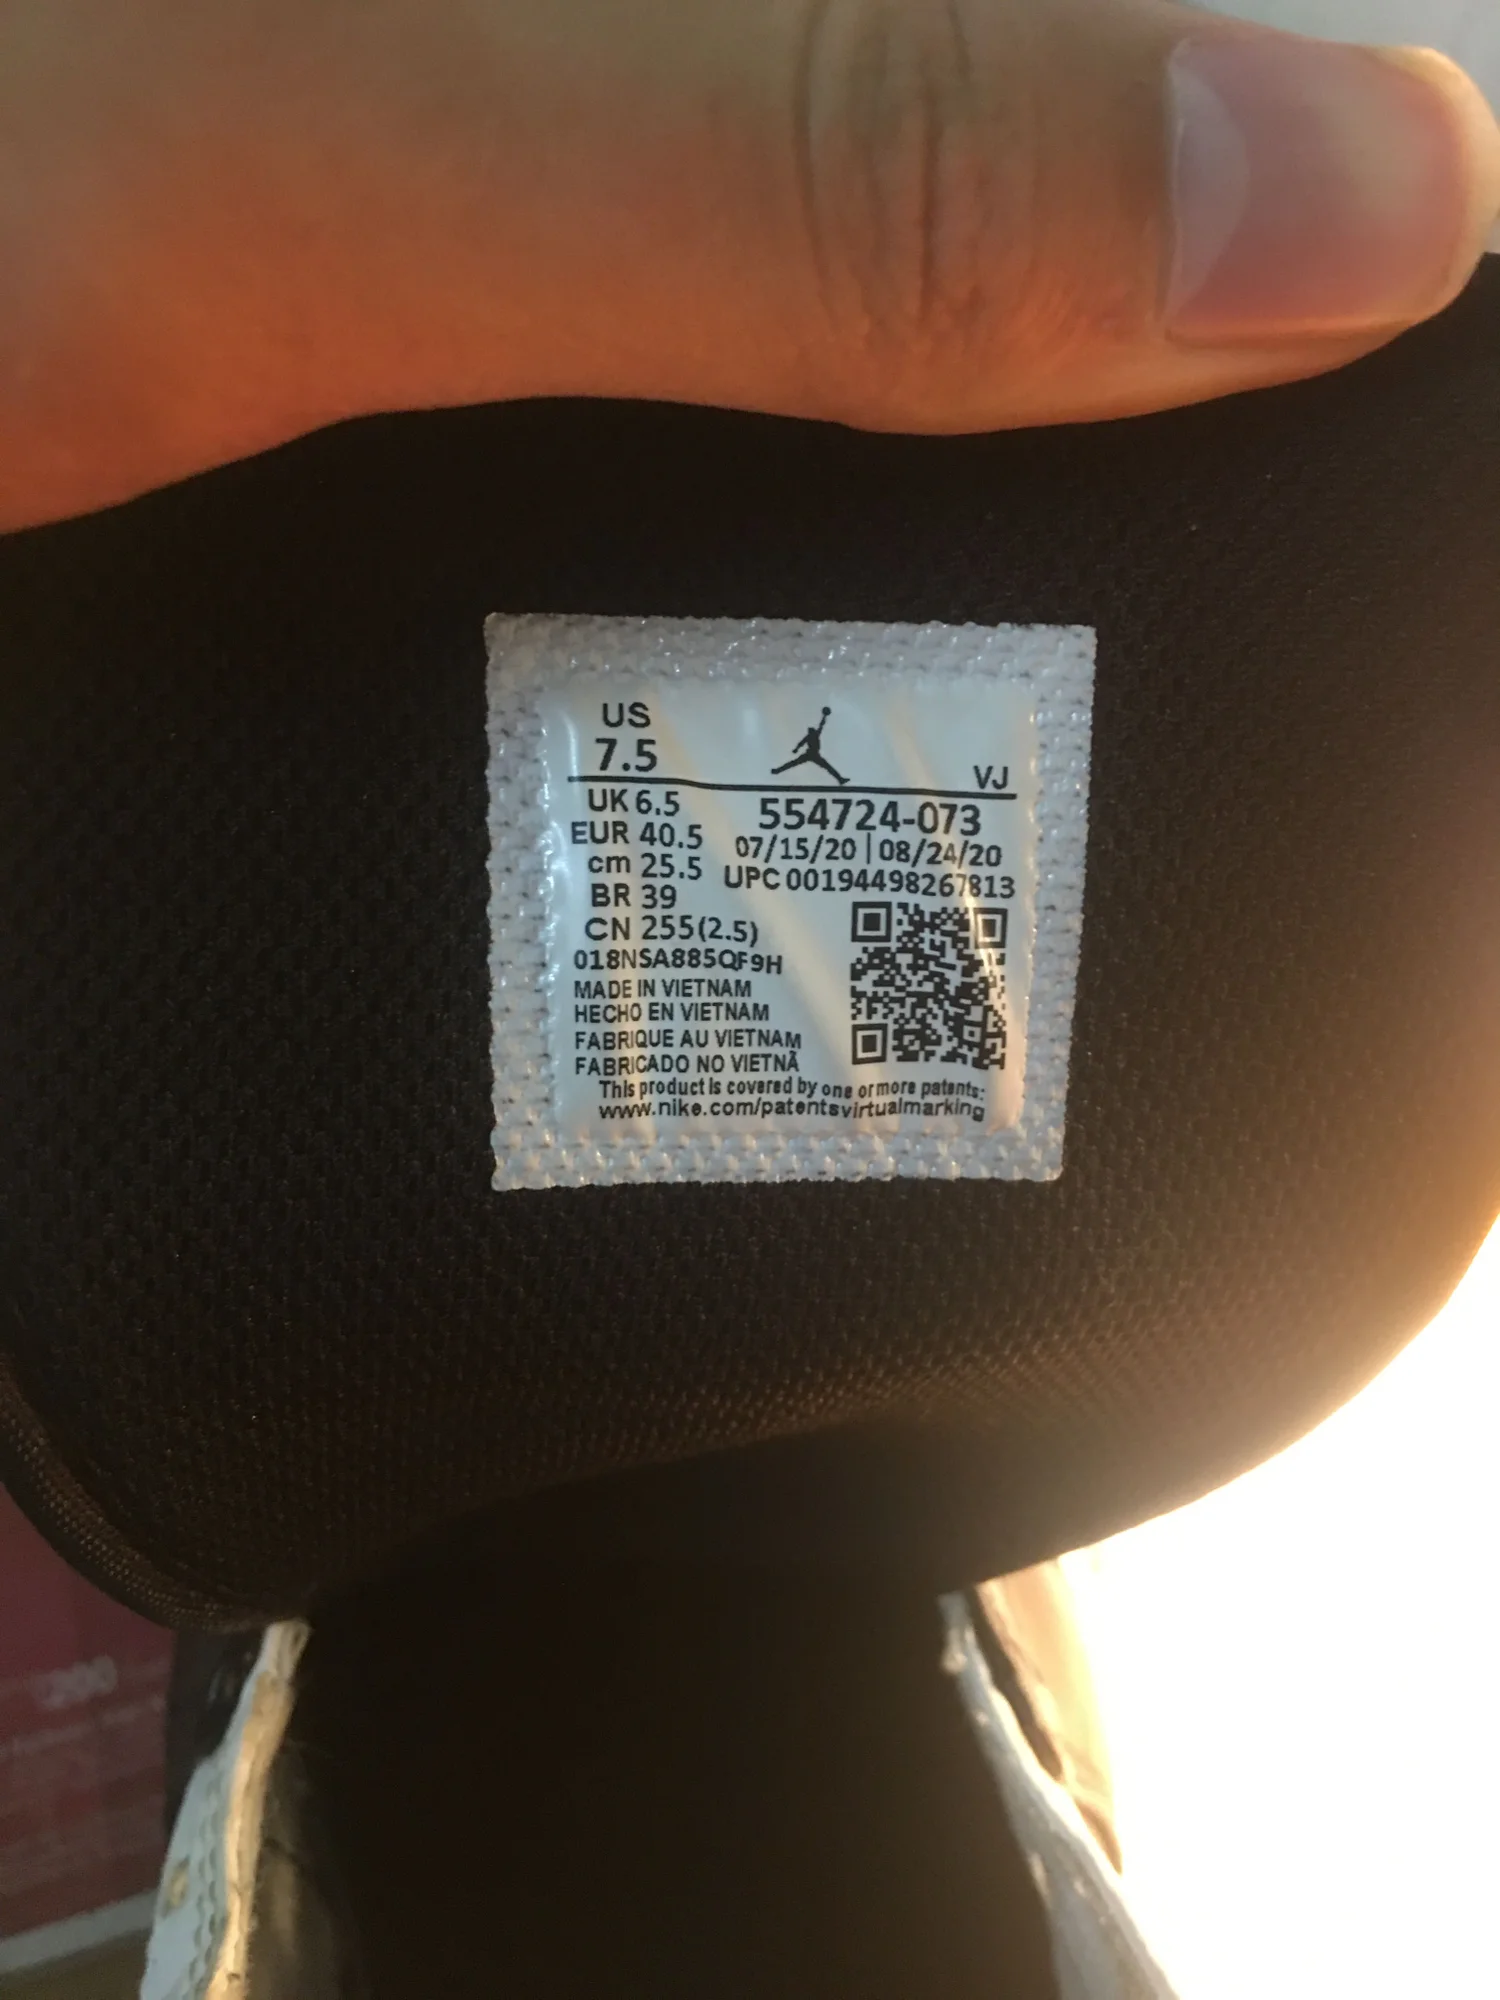 US
7.5
VJ
UK 6.5
554724-073
EUR 40.5
07/15/20 | 08/24/20
cm 25.5
UPC 00194498267813
BR 39
CN 255(2.5)
018NSA885QF9H
MADE IN VIETNAM
HECHO EN VIETNAM
FABRIQUE AU VIETNAM
FABRICADO NO VIETNÃ
This product is covered by one or more patents:
www.nike.com/patentsvirtualmarking